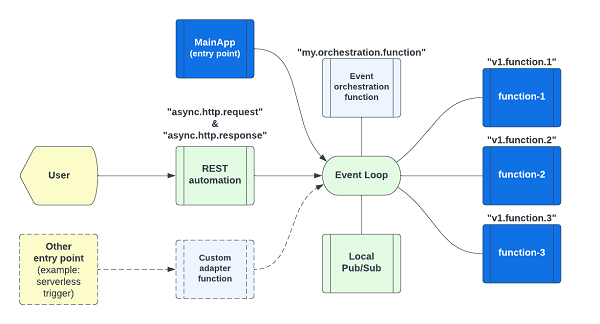 MainApp
(entry point)
"my.orchestration.function"
Event
orchestration
function
"v1.function.1"
function-1
"async.http.request"
&
"async.http.response"
User
REST
automation
Event Loop
"v1.function.2"
function-2
"v1.function.3"
function-3
Other
entry point
(example:
serverless
trigger)
Custom
adapter
function
Local
Pub/Sub